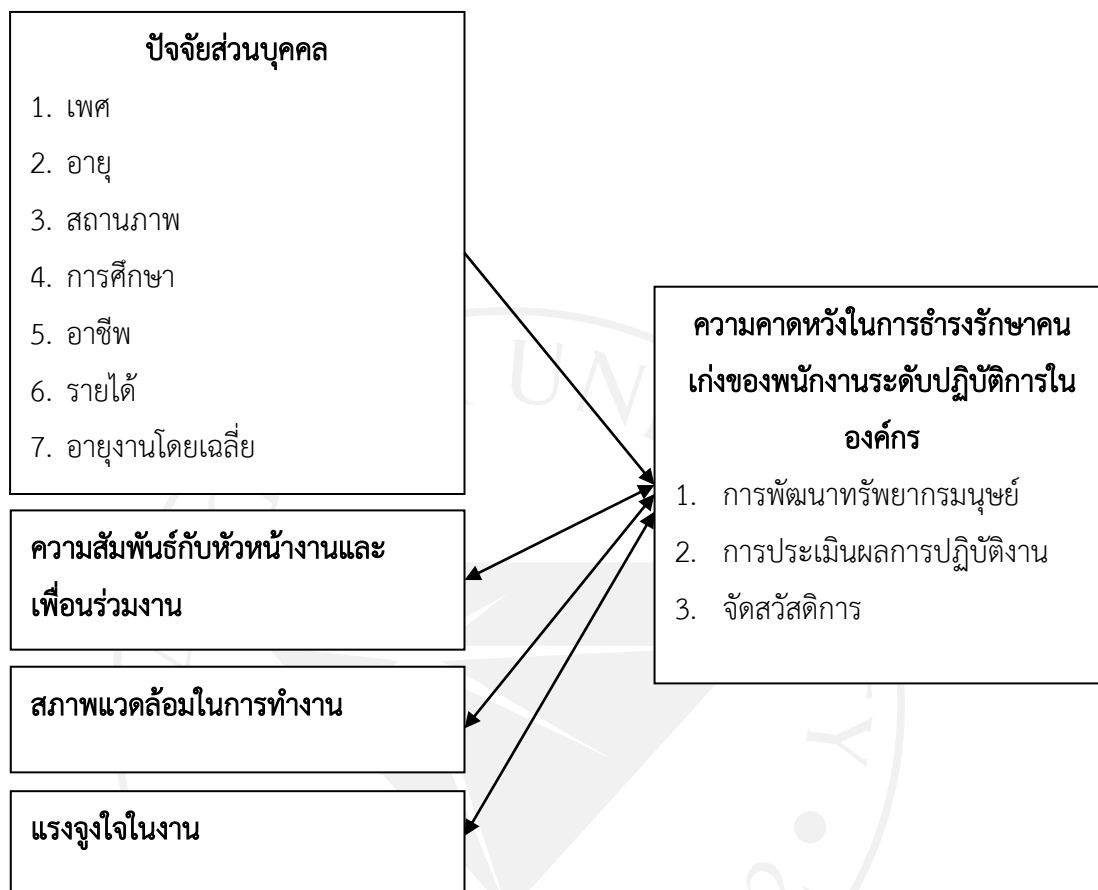 ปัจจัยส่วนบุคคล
1. เพศ
2. อายุ
3. สถานภาพ
4. การศึกษา
5. อาชีพ
6. รายได้
7. อายุงานโดยเฉลี่ย
ความสัมพันธ์กับหัวหน้างานและ
เพื่อนร่วมงาน
สภาพแวดล้อมในการทำงาน
แรงจูงใจในงาน
ความคาดหวังในการธำรงรักษาคน
เก่งของพนักงานระดับปฏิบัติการใน
องค์กร
1. การพัฒนาทรัพยากรมนุษย์
2. การประเมินผลการปฏิบัติงาน
3. จัดสวัสดิการ